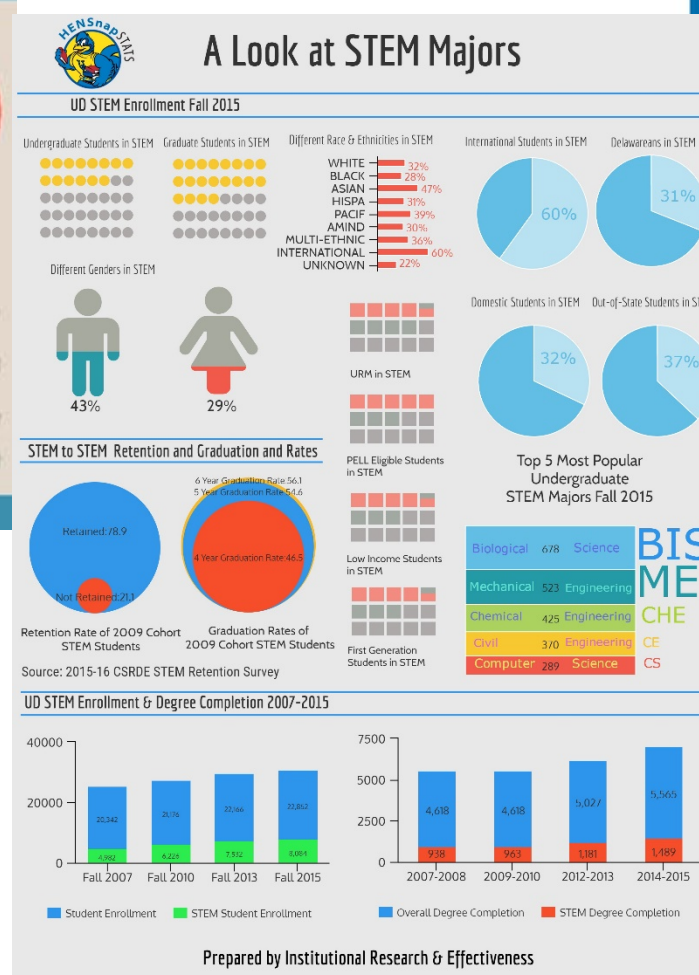 HENSnapSTATS
A Look at STEM Majors
UD STEM Enrollment Fall 2015
Undergraduate Students in STEM
Graduate Students in STEM
Different Race & Ethnicities in STEM
WHITE 32%
BLACK 28%
ASIAN 47%
HISPA 31%
PACIF 39%
AMIND 30%
MULTI-ETHNIC 36%
INTERNATIONAL 60%
UNKNOWN 22%
International Students in STEM
60%
Delawareans in STEM
31%
Different Genders in STEM
43%
29%
URM in STEM
PELL Eligible Students
in STEM
Low Income Students
in STEM
First Generation
Students in STEM
Domestic Students in STEM
32%
Out-of-State Students in
37%
STEM to STEM Retention and Graduation and Rates
Retained:78.9
Not Retained:21.1
Retention Rate of 2009 Cohort
STEM Students
6 Year Graduation Rate:56.1
5 Year Graduation Rate:54.6
4 Year Graduation Rate:46.5
Graduation Rates of
2009 Cohort STEM Students
Source: 2015-16 CSRDE STEM Retention Survey
Top 5 Most Popular
Undergraduate
STEM Majors Fall 2015
Biological 678 Science BIS
Mechanical 523 Engineering ME
Chemical 425 Engineering CHE
Civil 370 Engineering CE
Computer 289 Science CS
UD STEM Enrollment & Degree Completion 2007-2015
40000
20000
0
21,176
22,166
22,852
4,982
6,225
7,932
Fall 2007
Fall 2010
Fall 2013
Fall 2015
Student Enrollment
STEM Student Enrollment
7500
5000
2500
0
4,618
4,618
5,027
5,565
938
963
1,181
1,489
2007-2008
2009-2010
2012-2013
2014-2015
Overall Degree Completion
STEM Degree Completion
Prepared by Institutional Research & Effectiveness